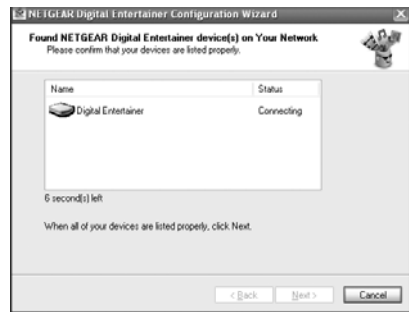 NETGEAR Digital Entertainer Configuration Wizard
Found NETGEAR Digital Entertainer device(s) on Your Network
Please confirm that your devices are listed properly.
Name Status
Digital Entertainer Connecting
6 second(s) left
When all of your devices are listed properly, click Next.
< Back Next > Cancel